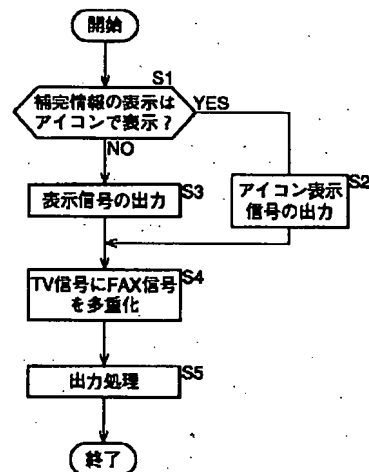 開始
S1
補完情報の表示は
アイコンで表示?
YES
NO
S3
表示信号の出力
S2
アイコン表示
信号の出力
S4
TV信号にFAX信号
を多重化
S5
出力処理
終了